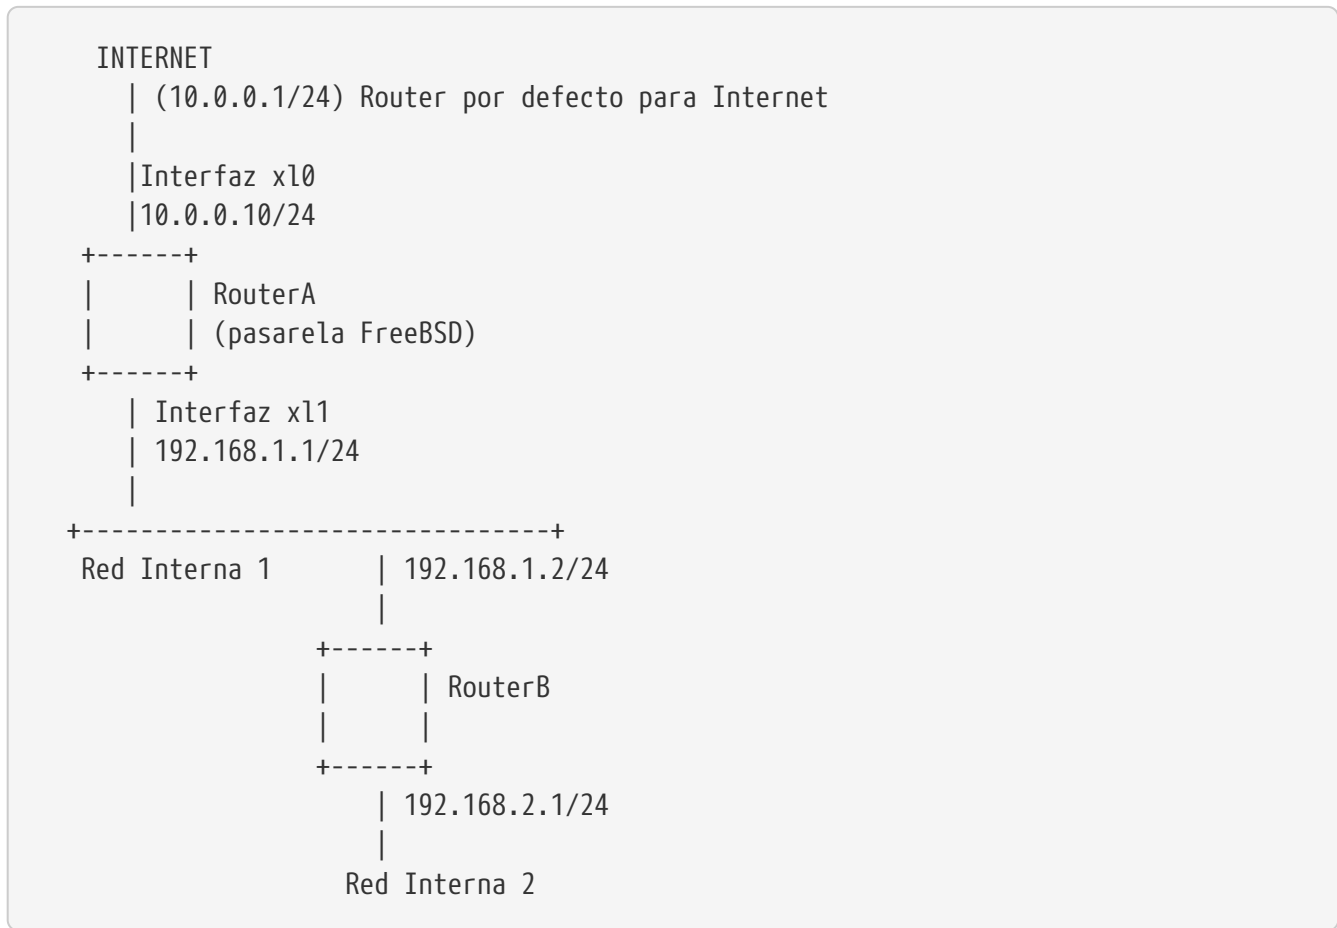 INTERNET
| (10.0.0.1/24) Router por defecto para Internet
|
|Interfaz xl0
|10.0.0.10/24
+------+
|      | RouterA
|      | (pasarela FreeBSD)
+------+
| Interfaz xl1
| 192.168.1.1/24
|
+--------------------------------+
Red Interna 1       | 192.168.1.2/24
|
+------+
|      | RouterB
|      |
+------+
| 192.168.2.1/24
|
Red Interna 2